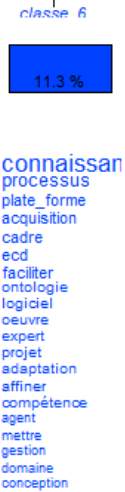 classe 6
11.3 %
connaissan
processus
plate_forme
acquisition
cadre
ecd
faciliter
ontologie
logiciel
oeuvre
expert
projet
adaptation
affiner
compétence
agent
mettre
gestion
domaine
conception